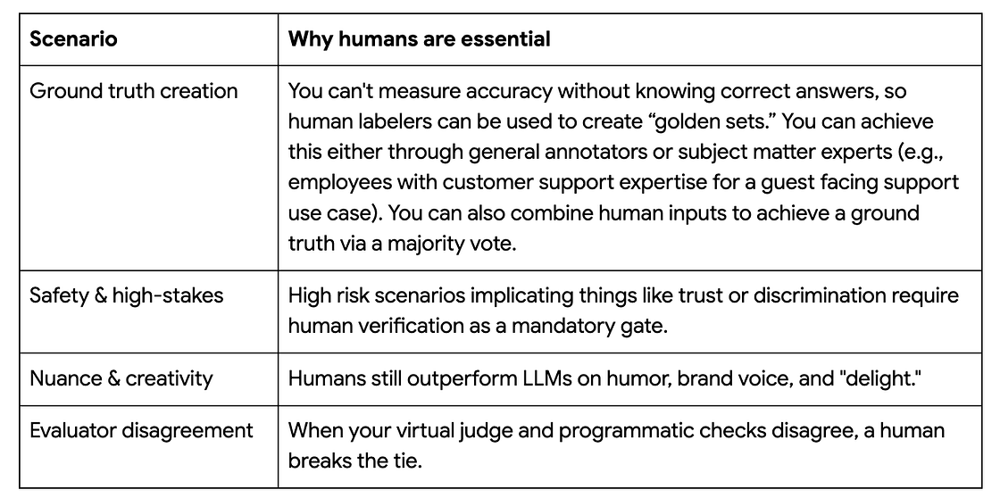 Scenario
Why humans are essential
Ground truth creation
You can't measure accuracy without knowing correct answers, so
human labelers can be used to create “golden sets.” You can achieve
this either through general annotators or subject matter experts (e.g.,
employees with customer support expertise for a guest facing support
use case). You can also combine human inputs to achieve a ground
truth via a majority vote.
Safety & high-stakes
High risk scenarios implicating things like trust or discrimination require
human verification as a mandatory gate.
Nuance & creativity
Humans still outperform LLMs on humor, brand voice, and "delight."
Evaluator disagreement
When your virtual judge and programmatic checks disagree, a human
breaks the tie.